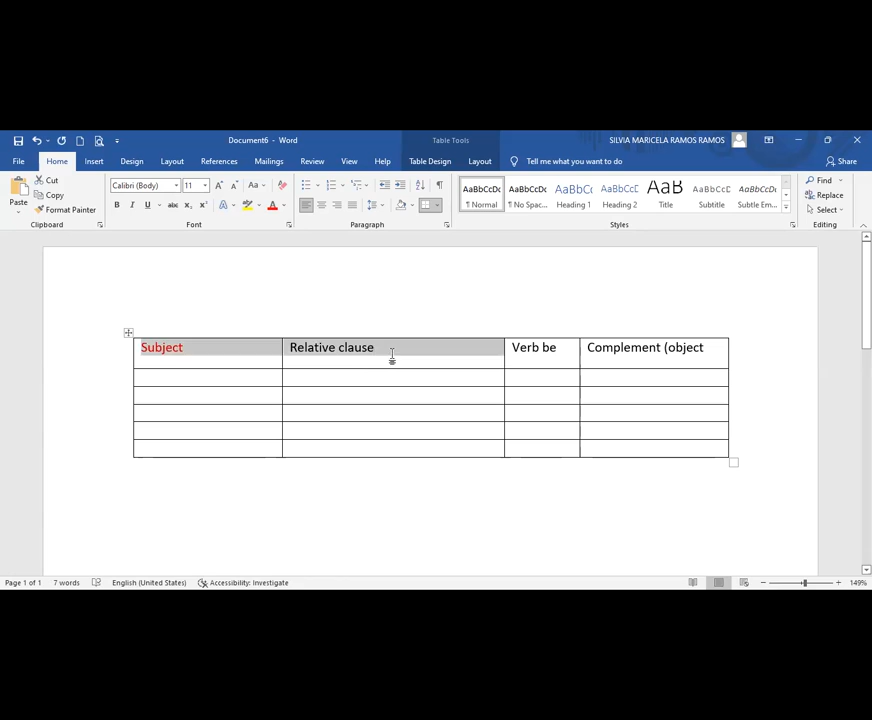 Document6 - Word
Table Tools
SILVIA MARICELA RAMOS RAMOS
File Home Insert Design Layout References Mailings Review View Help Table Design Layout Tell me what you want to do Share
Paste
Cut
Copy
Format Painter
Calibri (Body) 11
AaBbCcDc AaBbCcDc AaBbCc AaBbCcD AaB AaBbCcD AaBbCcDc
¶ Normal ¶ No Spac... Heading 1 Heading 2 Title Subtitle Subtle Em...
Find
Replace
Select
Clipboard Font Paragraph Styles Editing
Subject Relative clause Verb be Complement (object
Page 1 of 1 7 words English (United States) Accessibility: Investigate 149%